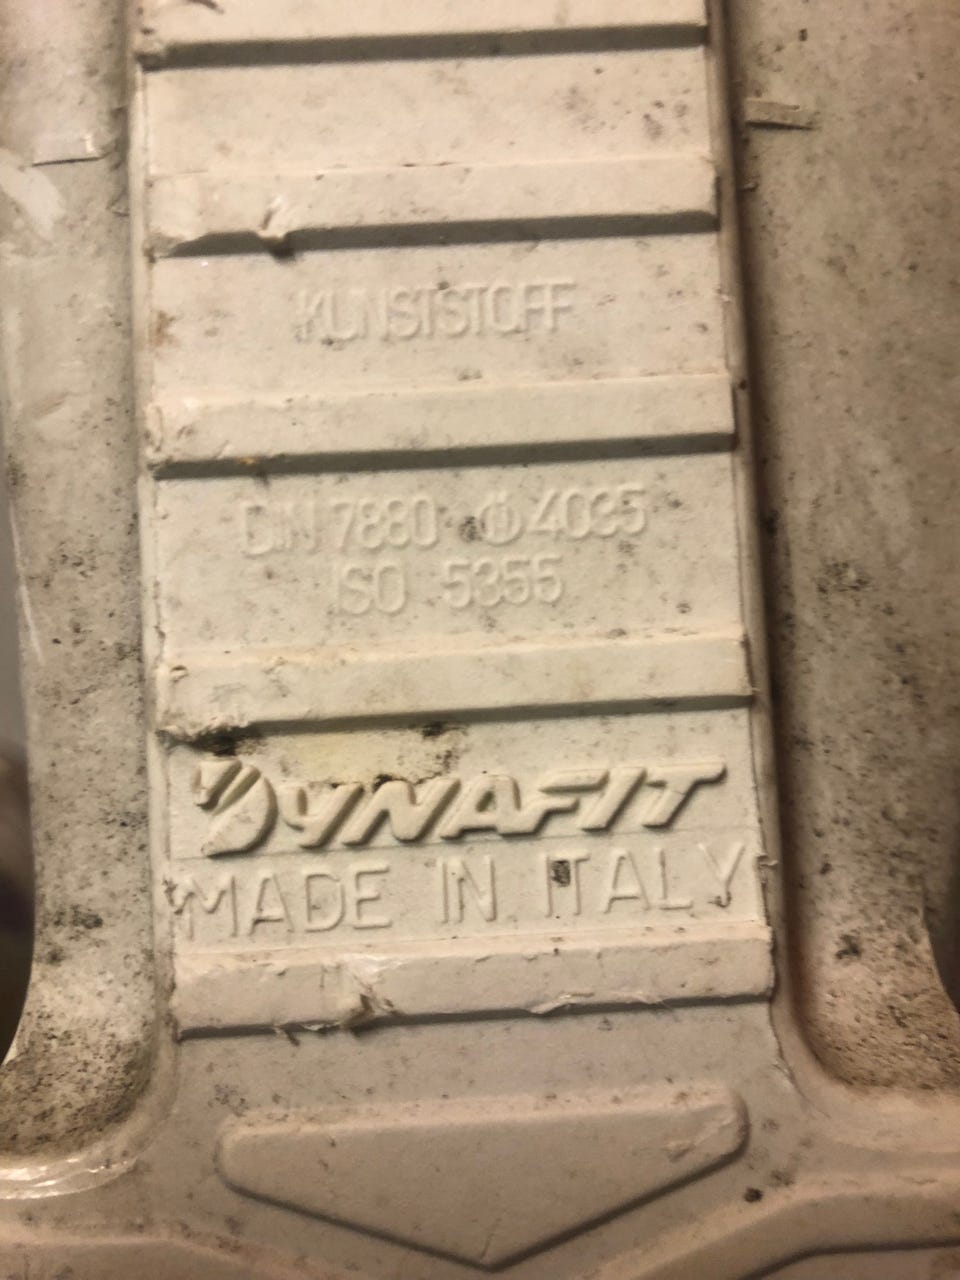 KUNSTSTOFF
DIN 7880 4035
ISO 5355
DYNAFIT
MADE IN ITALY